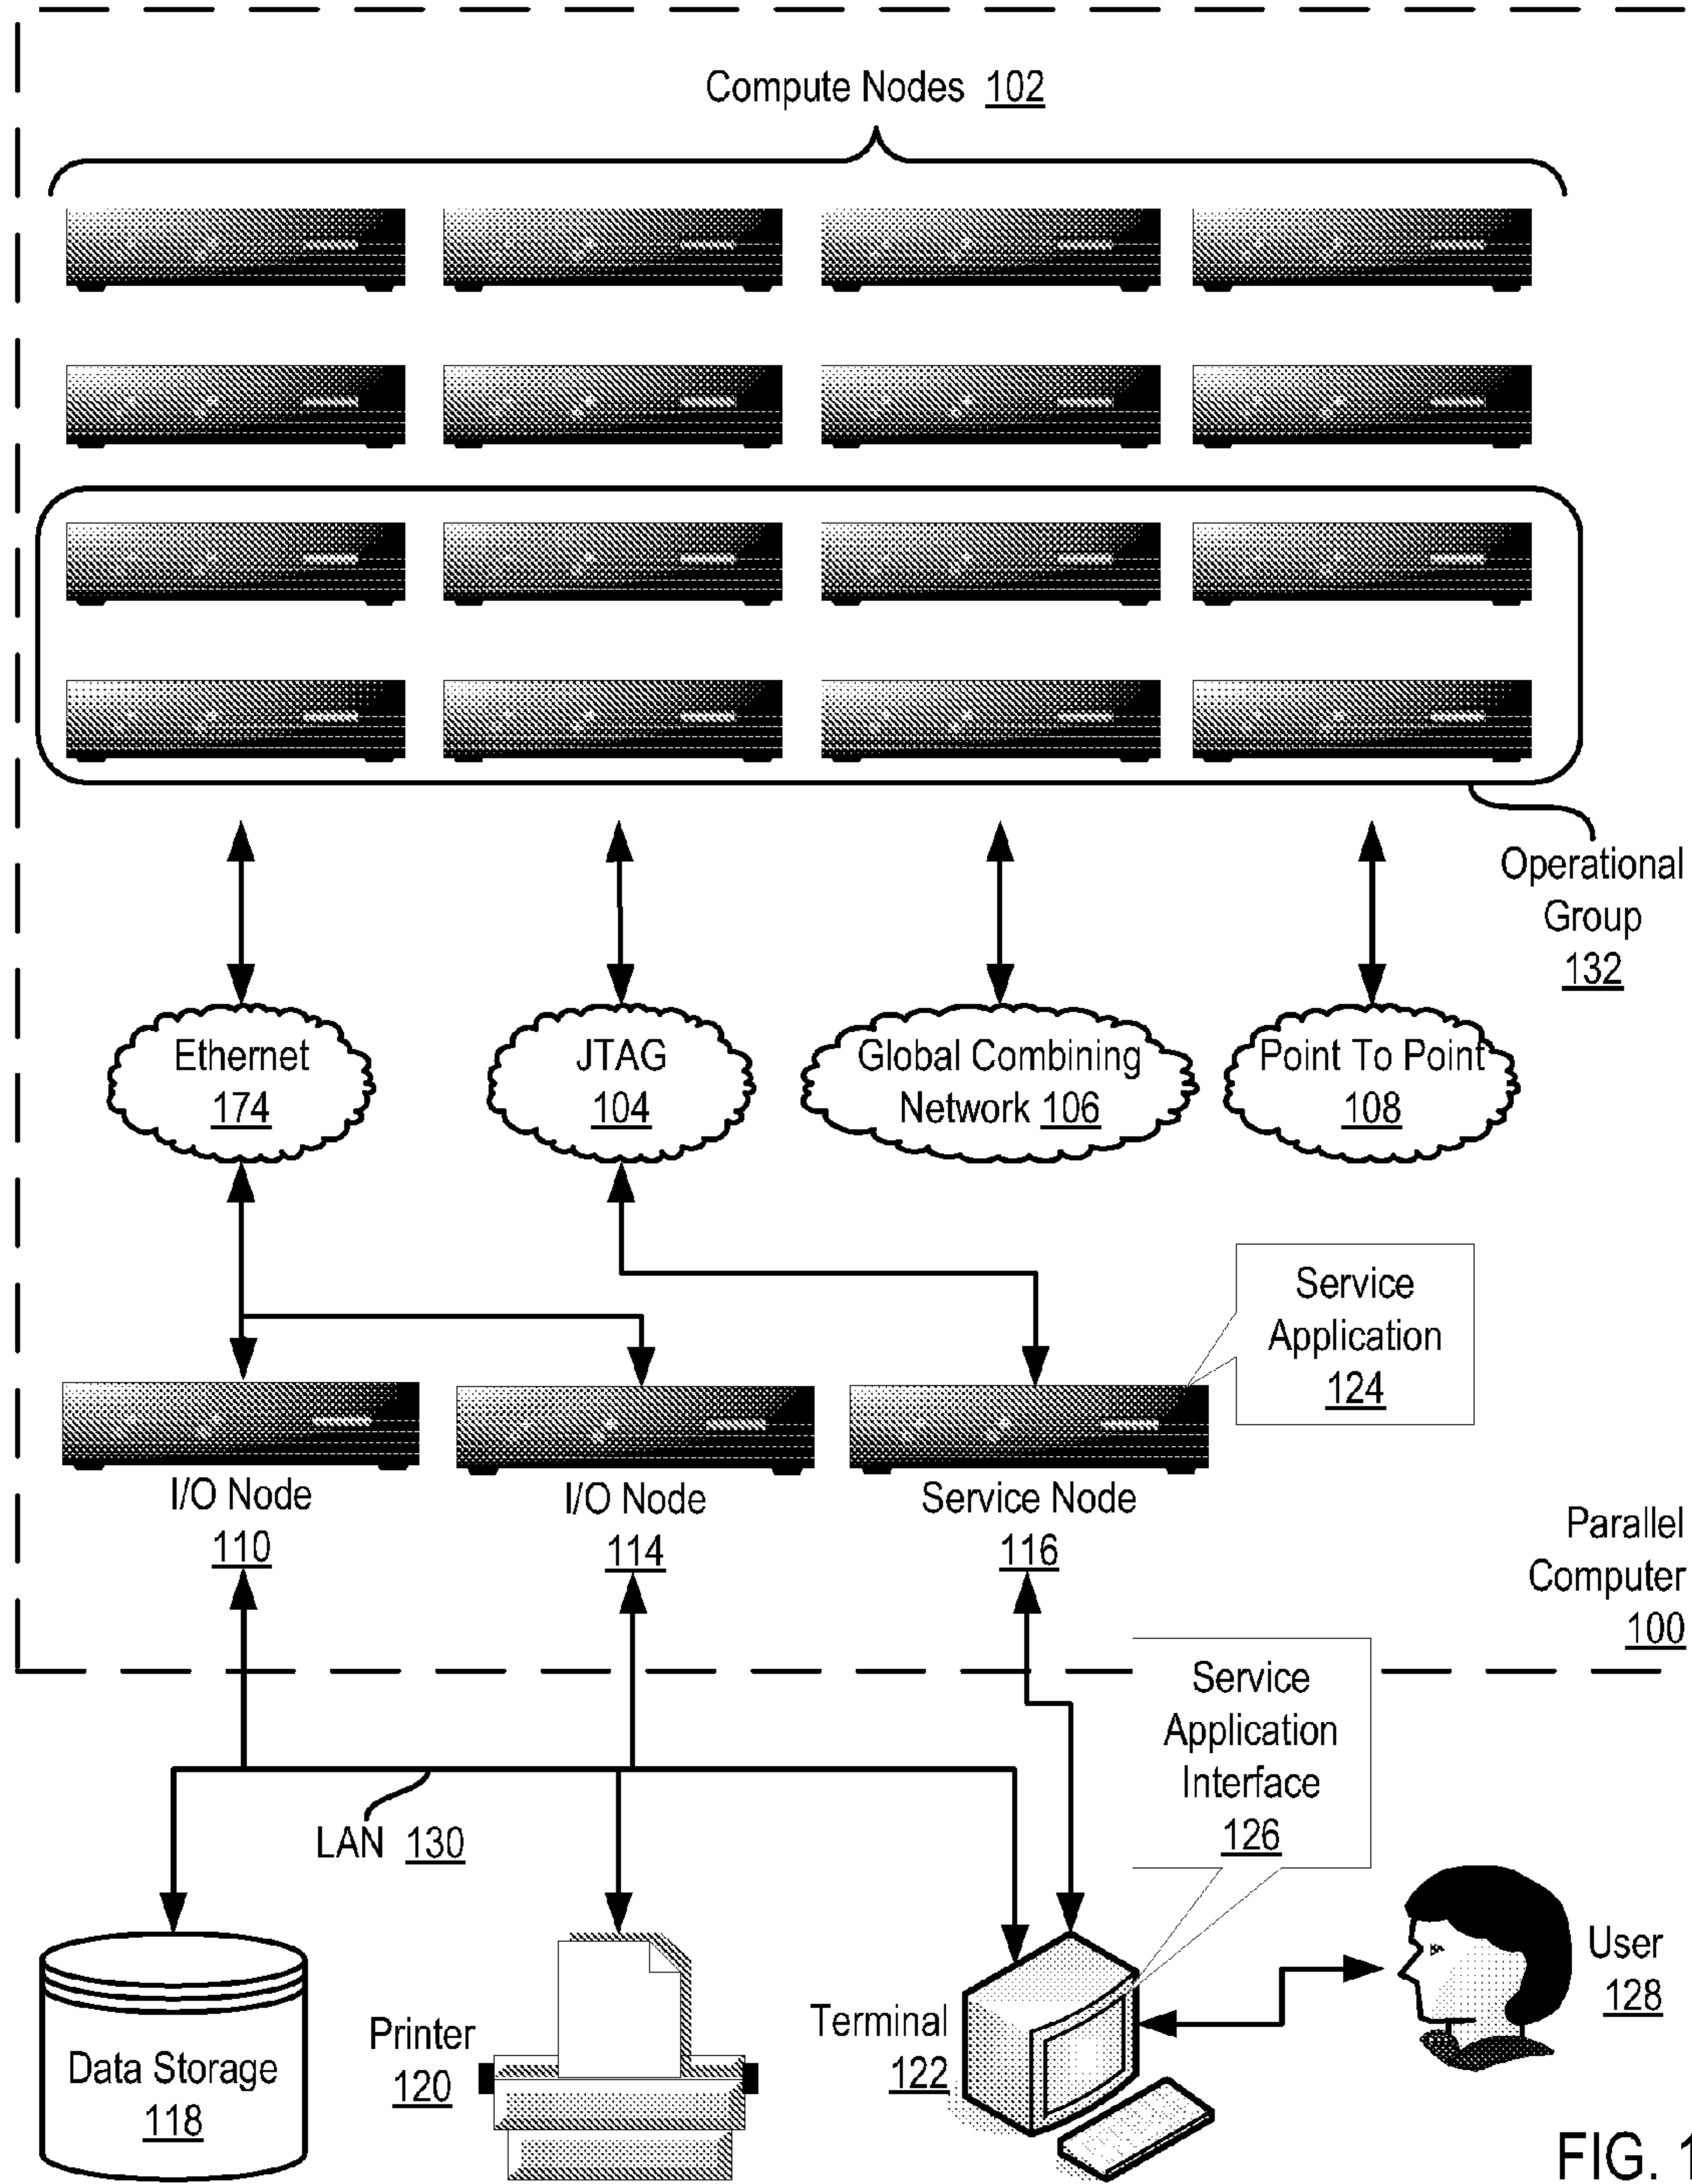 Compute Nodes 102
Operational
Group
132
Ethernet
174
JTAG
104
Global Combining
Network 106
Point To Point
108
Service
Application
124
I/O Node
110
I/O Node
114
Service Node
116
Parallel
Computer
100
Service
Application
Interface
126
LAN 130
Data Storage
118
Printer
120
Terminal
122
User
128
FIG. 1